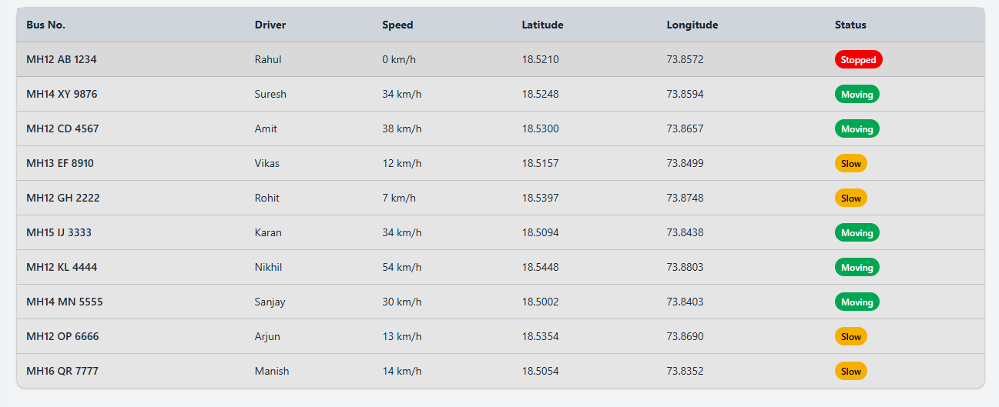 Bus No. Driver Speed Latitude Longitude Status
MH12 AB 1234 Rahul 0 km/h 18.5210 73.8572 Stopped
MH14 XY 9876 Suresh 34 km/h 18.5248 73.8594 Moving
MH12 CD 4567 Amit 38 km/h 18.5300 73.8657 Moving
MH13 EF 8910 Vikas 12 km/h 18.5157 73.8499 Slow
MH12 GH 2222 Rohit 7 km/h 18.5397 73.8748 Slow
MH15 IJ 3333 Karan 34 km/h 18.5094 73.8438 Moving
MH12 KL 4444 Nikhil 54 km/h 18.5448 73.8803 Moving
MH14 MN 5555 Sanjay 30 km/h 18.5002 73.8403 Moving
MH12 OP 6666 Arjun 13 km/h 18.5354 73.8690 Slow
MH16 QR 7777 Manish 14 km/h 18.5054 73.8352 Slow